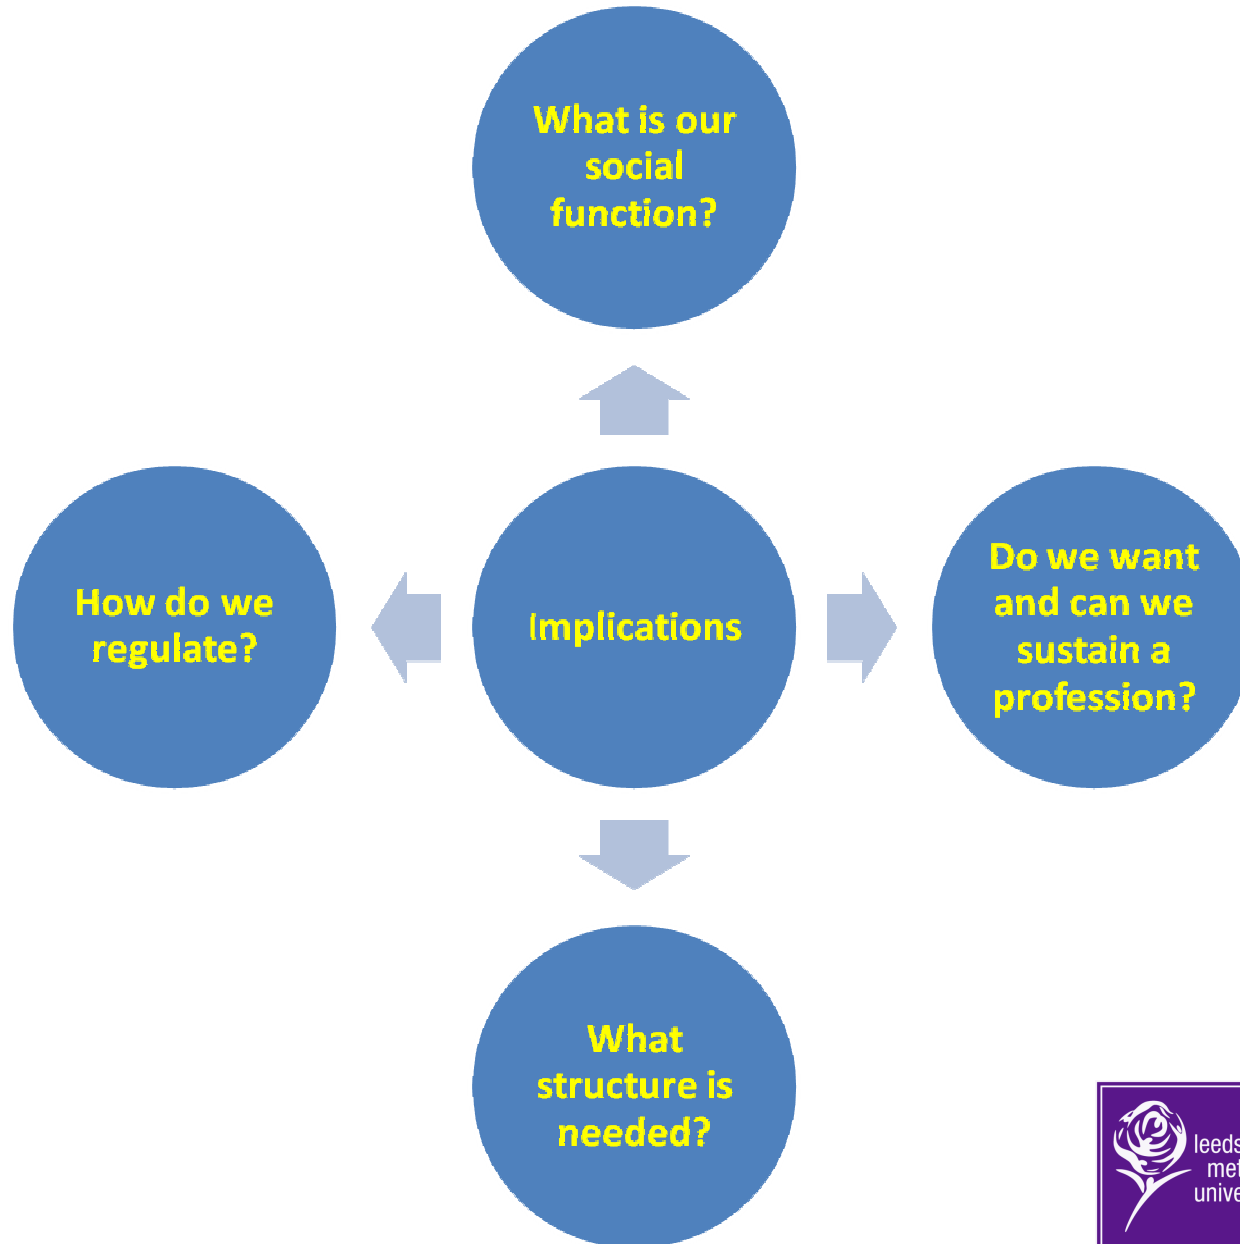 What is our
social
function?
How do we
regulate?
Implications
Do we want
and can we
sustain a
profession?
What
structure is
needed?
leeds
met
unive